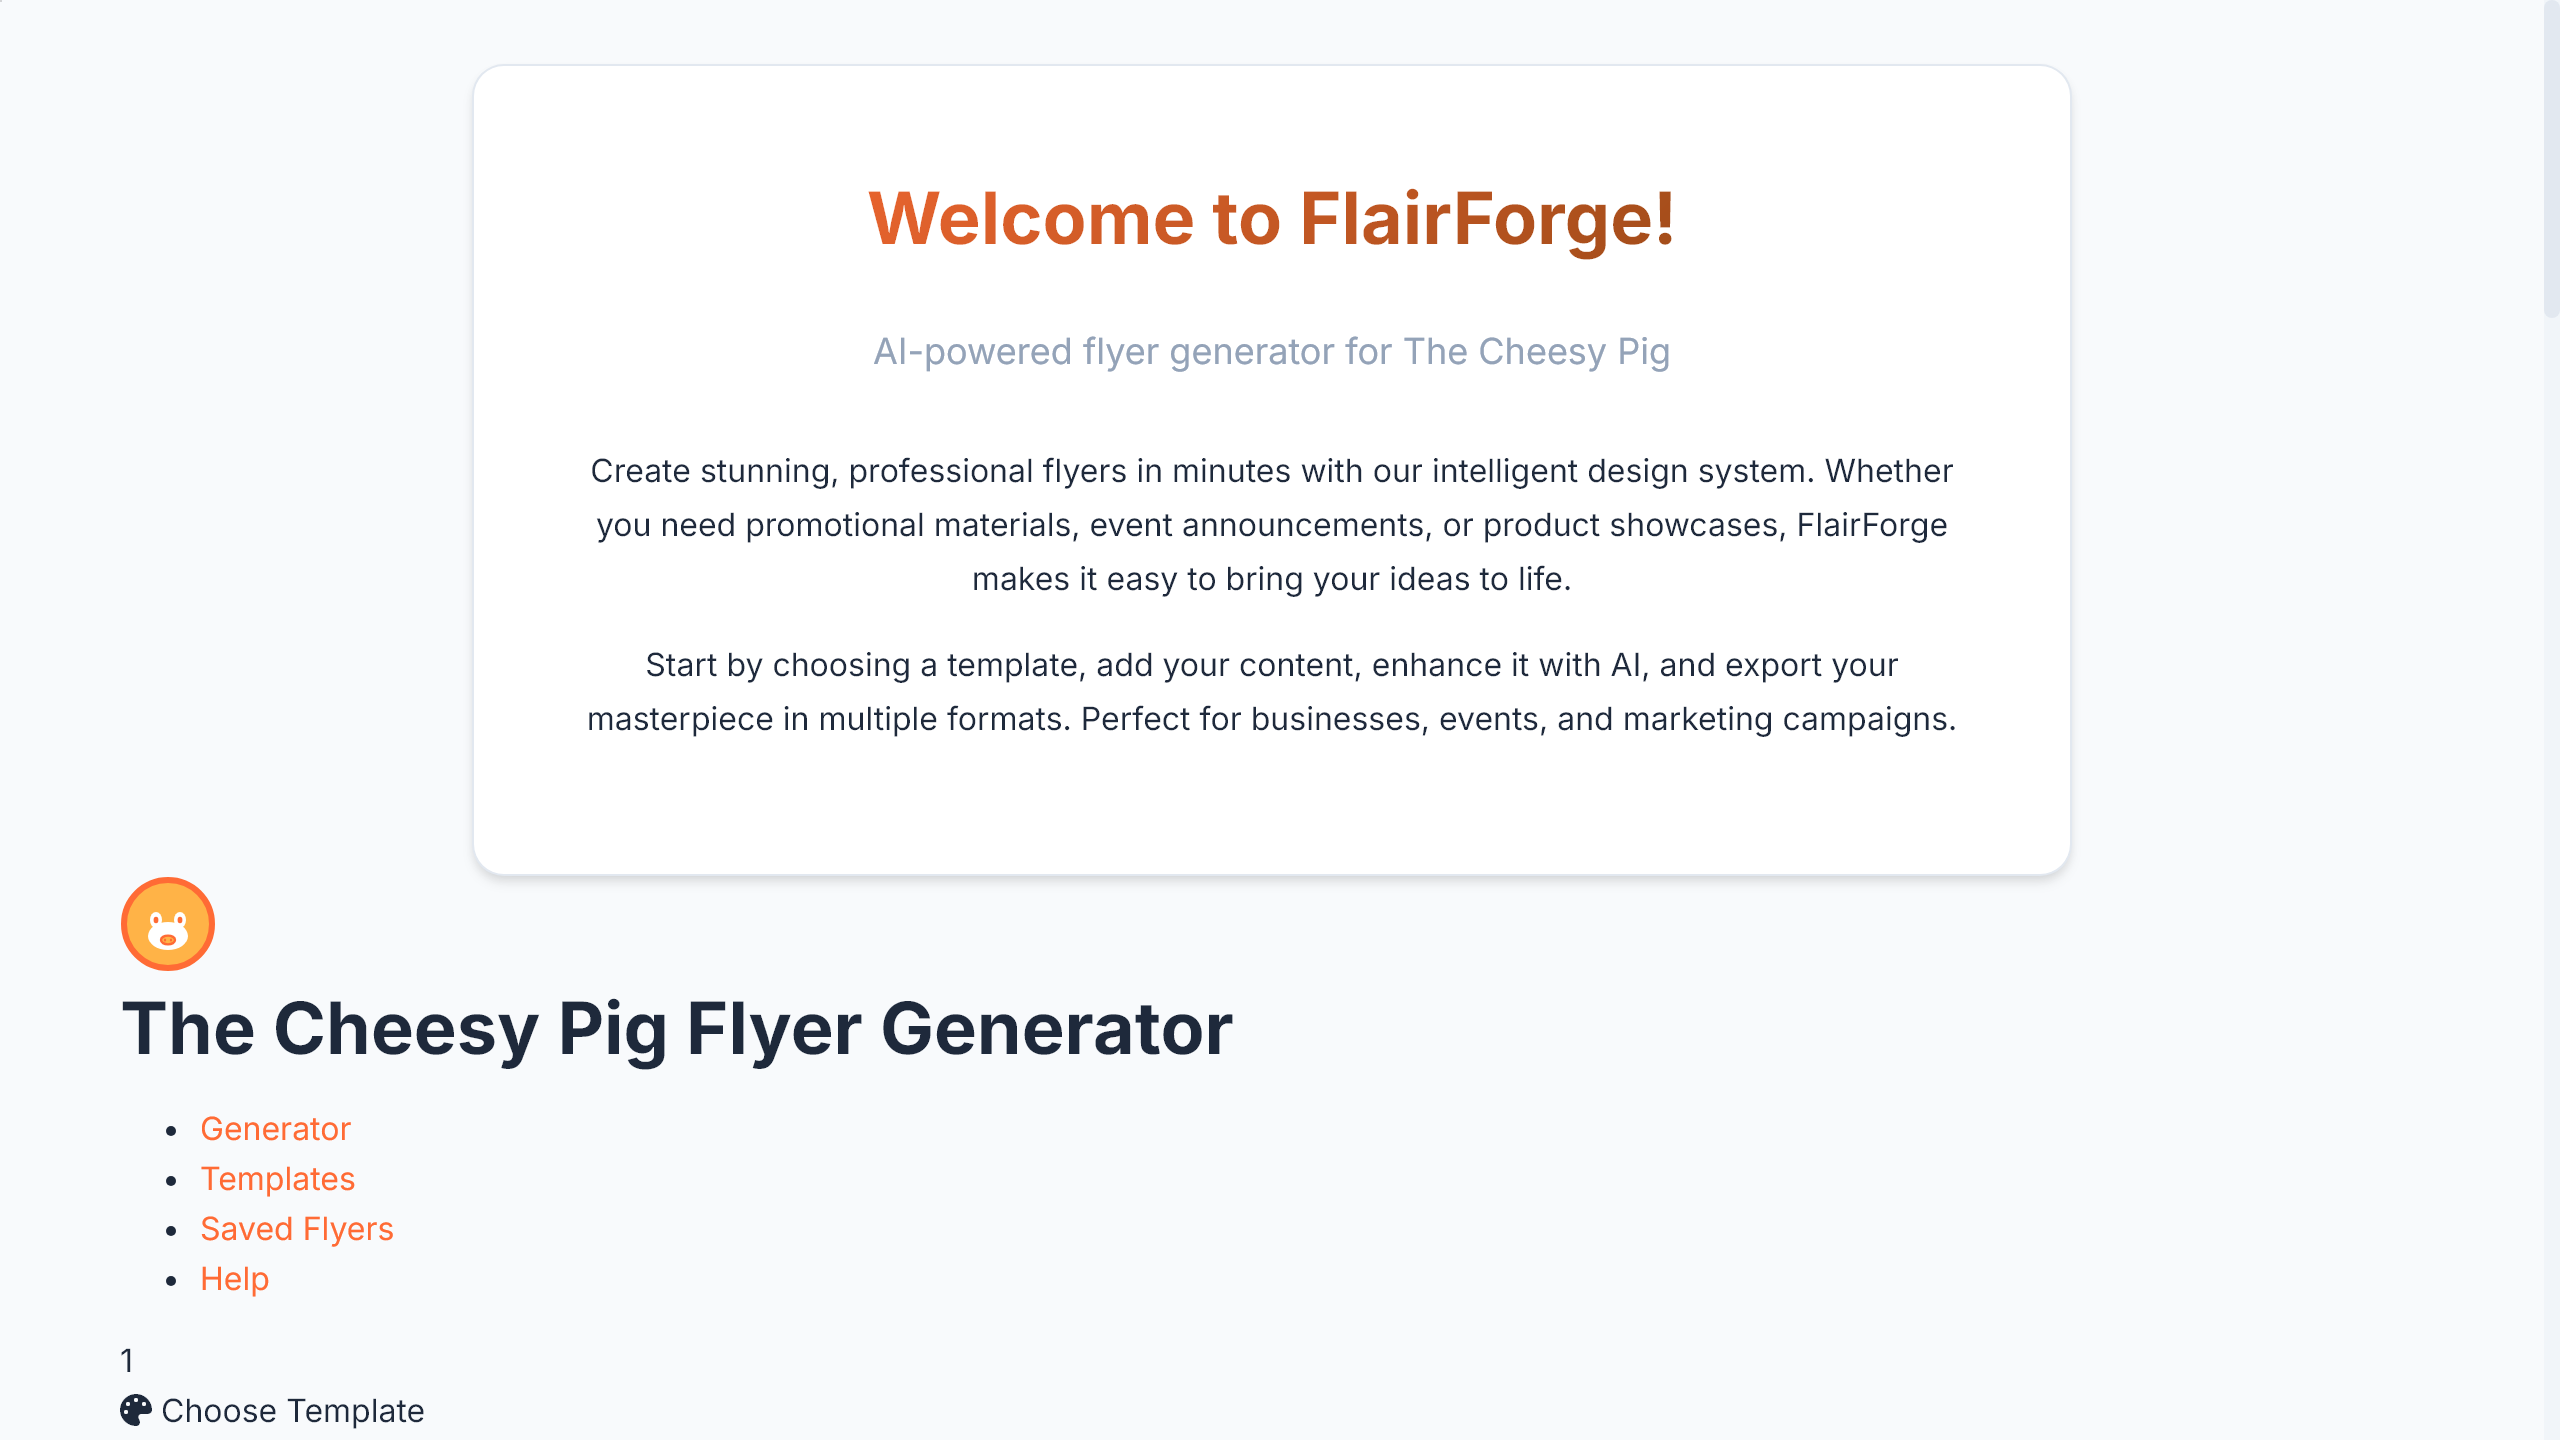 Welcome to FlairForge!
AI-powered flyer generator for The Cheesy Pig
Create stunning, professional flyers in minutes with our intelligent design system. Whether
you need promotional materials, event announcements, or product showcases, FlairForge
makes it easy to bring your ideas to life.
Start by choosing a template, add your content, enhance it with AI, and export your
masterpiece in multiple formats. Perfect for businesses, events, and marketing campaigns.
The Cheesy Pig Flyer Generator
Generator
Templates
Saved Flyers
Help
1
Choose Template